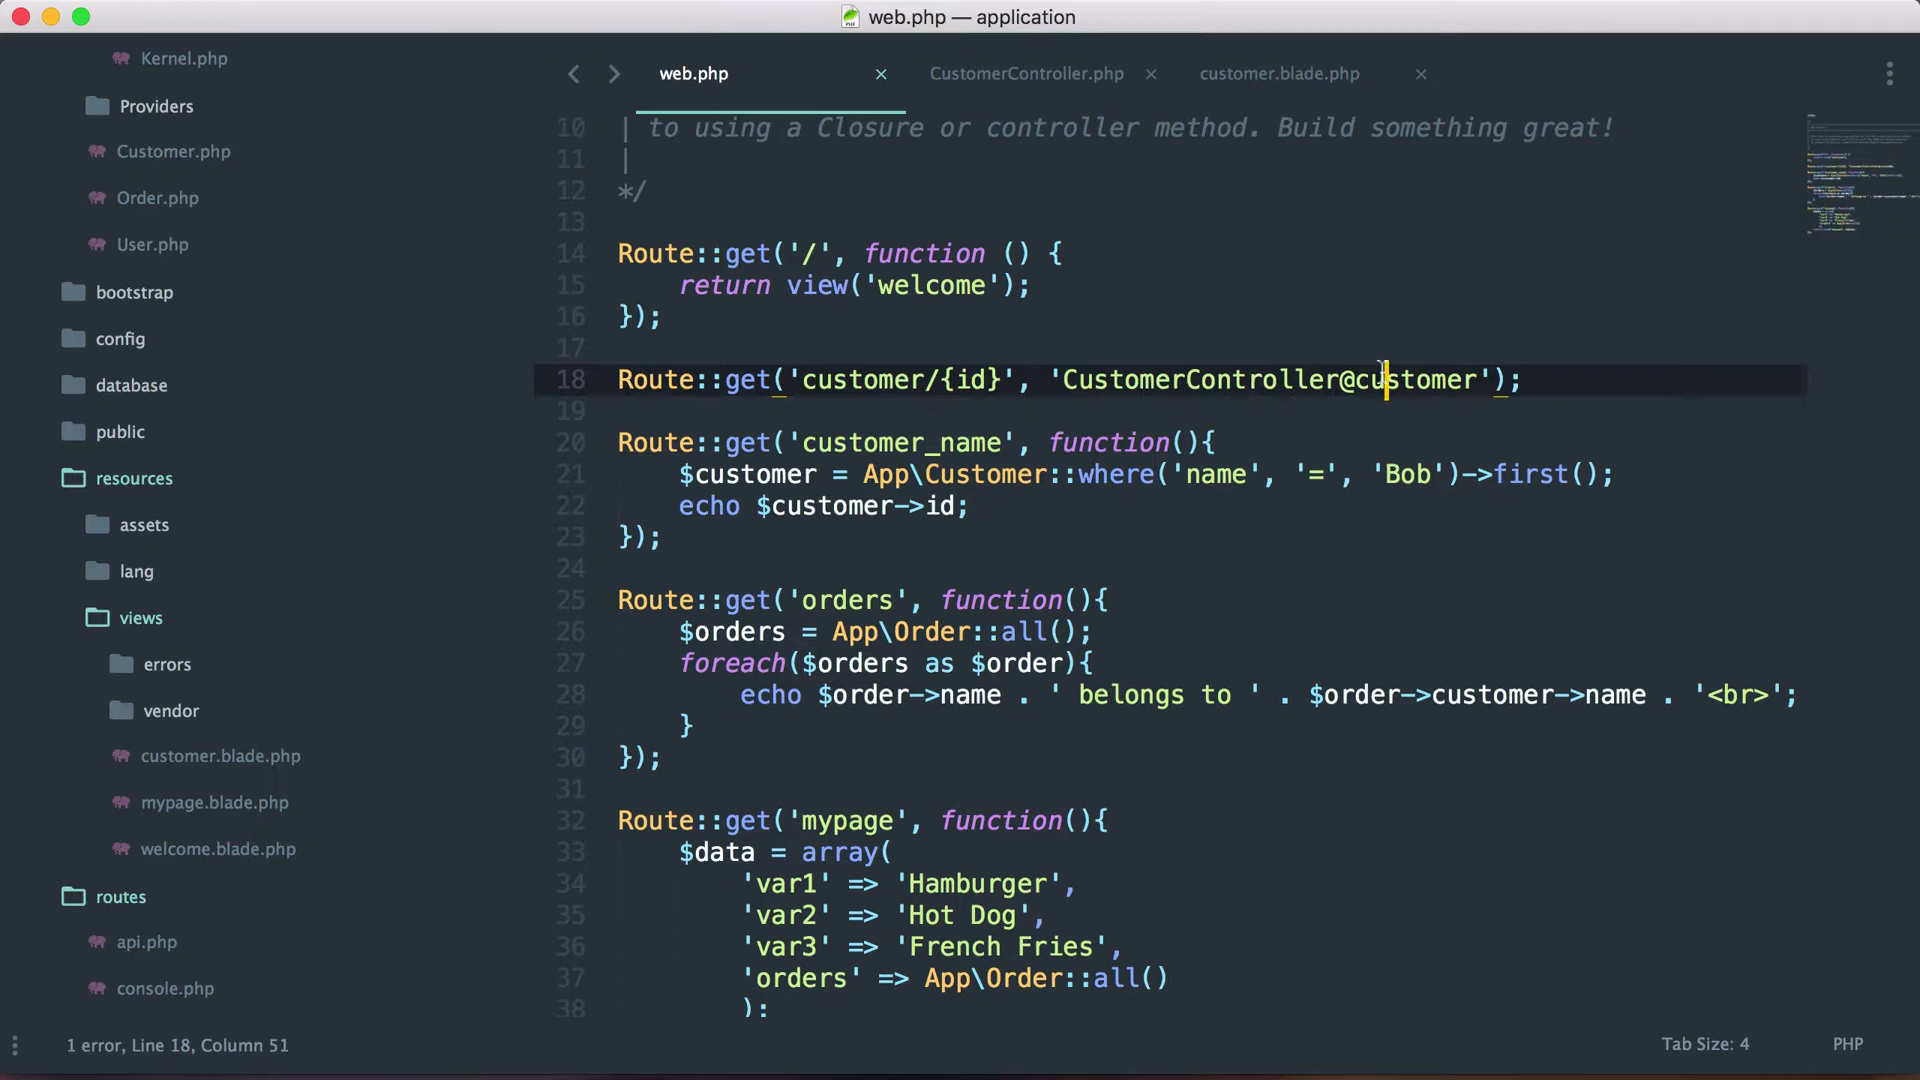 web.php — application
Kernel.php
Providers
Customer.php
Order.php
User.php
bootstrap
config
database
public
resources
assets
lang
views
errors
vendor
customer.blade.php
mypage.blade.php
welcome.blade.php
routes
api.php
console.php
web.php × CustomerController.php × customer.blade.php ×
10 | to using a Closure or controller method. Build something great!
11 |
12 */
13
14 Route::get('/', function () {
15     return view('welcome');
16 });
17
18 Route::get('customer/{id}', 'CustomerController@customer');
19
20 Route::get('customer_name', function(){
21     $customer = App\Customer::where('name', '=', 'Bob')->first();
22     echo $customer->id;
23 });
24
25 Route::get('orders', function(){
26     $orders = App\Order::all();
27     foreach($orders as $order){
28         echo $order->name . ' belongs to ' . $order->customer->name . '<br>';
29     }
30 });
31
32 Route::get('mypage', function(){
33     $data = array(
34         'var1' => 'Hamburger',
35         'var2' => 'Hot Dog',
36         'var3' => 'French Fries',
37         'orders' => App\Order::all()
38         );
1 error, Line 18, Column 51
Tab Size: 4
PHP